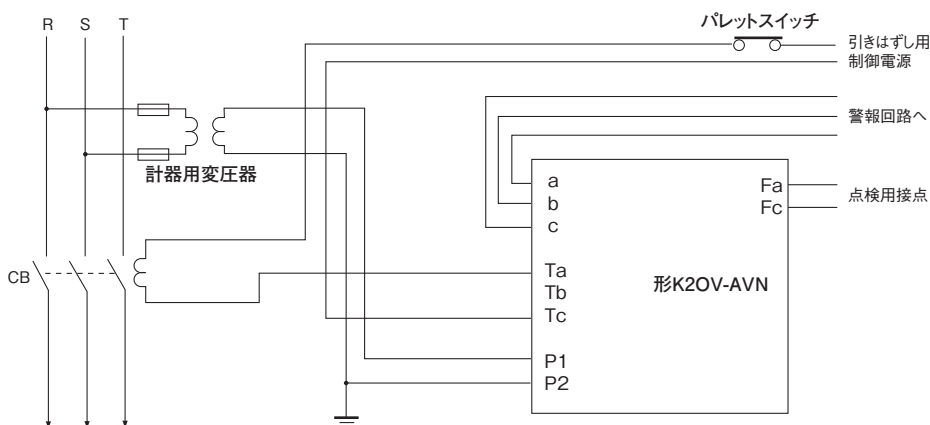 パレットスイッチ
R S T
引きはずし用
制御電源
警報回路へ
計器用変圧器
a
b
c
Fa
Fc
点検用接点
CB
Ta
Tb
Tc
形K2OV-AVN
P1
P2